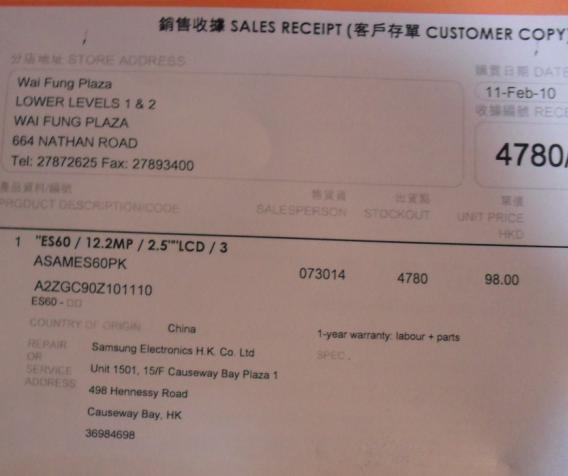 銷售收據 SALES RECEIPT (客戶存單 CUSTOMER COPY)
分店地址 STORE ADDRESS
Wai Fung Plaza
LOWER LEVELS 1 & 2
WAI FUNG PLAZA
664 NATHAN ROAD
Tel: 27872625 Fax: 27893400
購買日期 DATE
11-Feb-10
收據編號 RECE
4780/
產品資料/編號 售貨員 出貨點 單價
PRODUCT DESCRIPTION/CODE SALESPERSON STOCKOUT UNIT PRICE
HKD
1 "ES60 / 12.2MP / 2.5""LCD / 3
ASAMES60PK 073014 4780 98.00
A2ZGC90Z101110
ES60 - DD
COUNTRY OF ORIGIN China 1-year warranty: labour + parts
REPAIR OR SERVICE ADDRESS
SPEC.
Samsung Electronics H.K. Co. Ltd
Unit 1501, 15/F Causeway Bay Plaza 1
498 Hennessy Road
Causeway Bay, HK
36984698